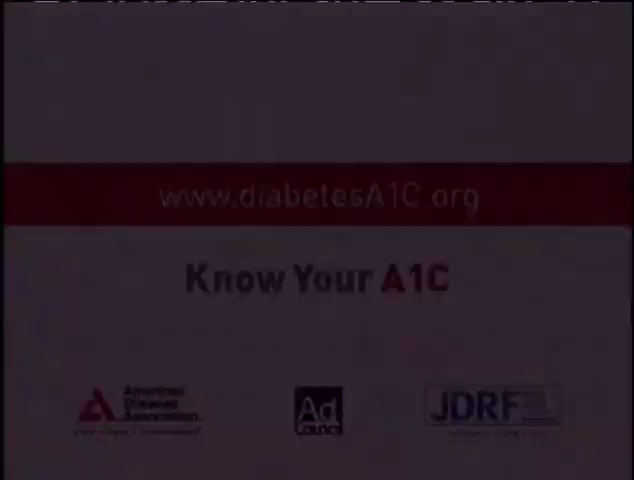 www.diabetesA1C.org
Know Your A1C
American
Diabetes
Association
Ad
COUNCIL
JDRF